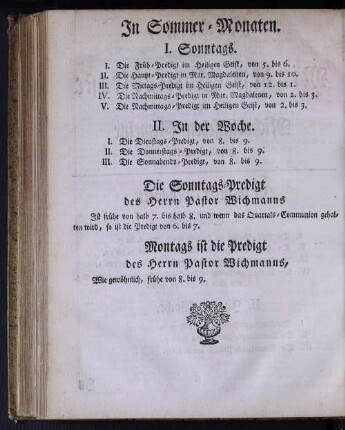 In Sommer-Monaten.
I. Sonntags.
I. Die Früh-Predigt im Heiligen Geist, von 5. bis 6.
II. Die Haupt-Predigt in Mar. Magdalenen, von 9. bis 10.
III. Die Mittags-Predigt im Heiligen Geist, von 12. bis 1.
IV. Die Nachmittags-Predigt in Mar. Magdalenen, von 2. bis 3.
V. Die Nachmittags-Predigt im Heiligen Geist, von 2. bis 3.
II. In der Woche.
I. Die Dienstags-Predigt, von 8. bis 9.
II. Die Donnerstags-Predigt, von 8. bis 9.
III. Die Sonnabends-Predigt, von 8. bis 9.
Die Sonntags-Predigt
des Herrn Pastor Wichmanns
Ist frühe von halb 7. bis halb 8. und wenn das Quartals-Communion gehal-
ten wird, so ist die Predigt von 6. bis 7.
Montags ist die Predigt
des Herrn Pastor Wichmanns,
Wie gewöhnlich, frühe von 8. bis 9.